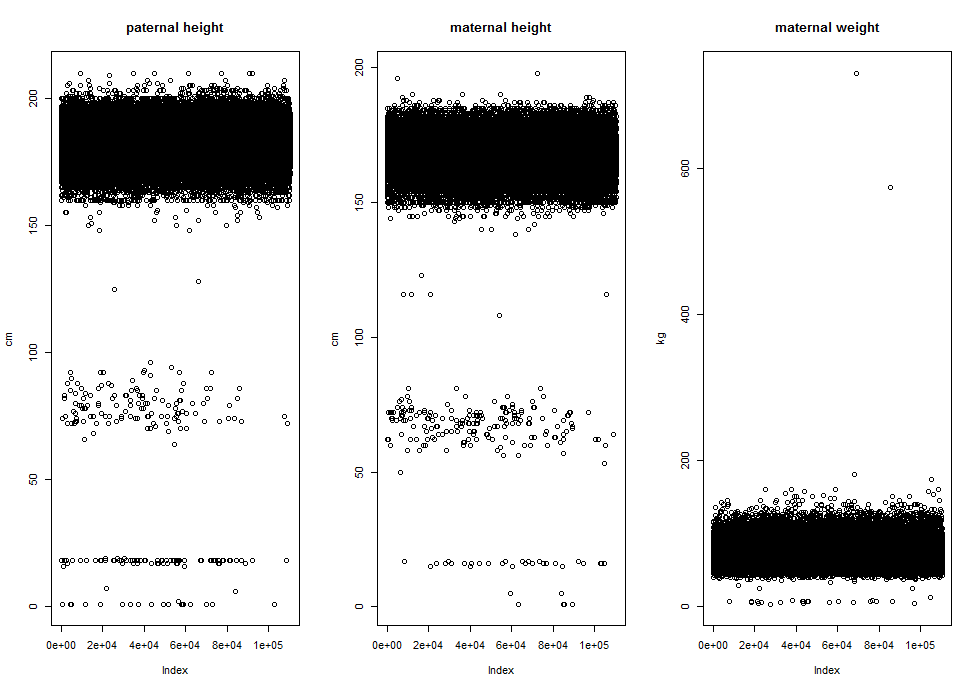 paternal height
maternal height
maternal weight
cm
0
50
100
150
200
0e+00
2e+04
4e+04
6e+04
8e+04
1e+05
Index
cm
0
50
100
150
200
0e+00
2e+04
4e+04
6e+04
8e+04
1e+05
Index
kg
0
200
400
600
0e+00
2e+04
4e+04
6e+04
8e+04
1e+05
Index